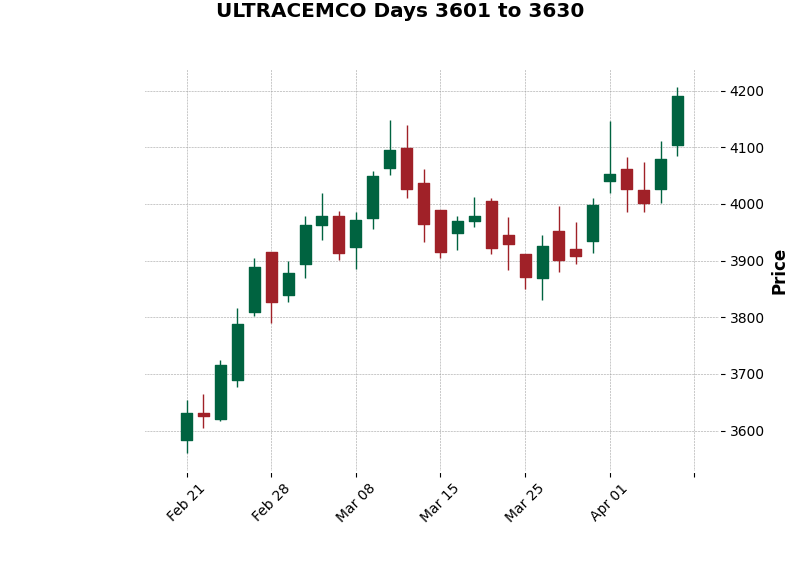 ULTRACEMCO Days 3601 to 3630
4200
4100
4000
3900
3800
3700
3600
Price
Feb 21
Feb 28
Mar 08
Mar 15
Mar 25
Apr 01